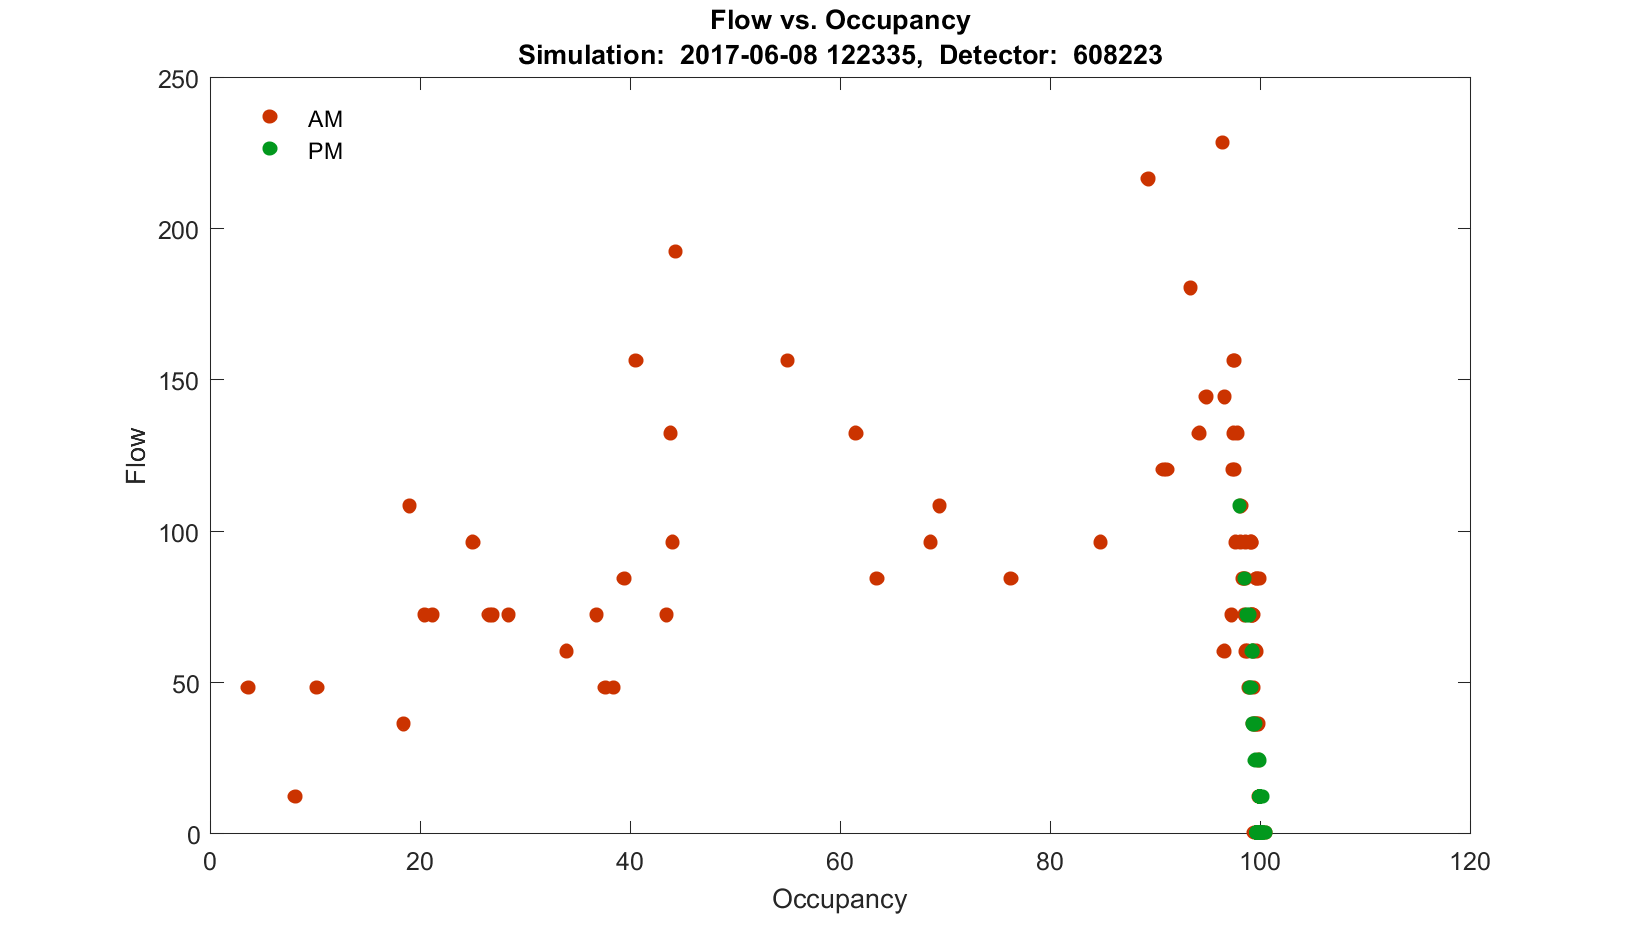 Flow vs. Occupancy
Simulation:  2017-06-08 122335,  Detector:  608223
250
200
150
100
50
0
Flow
AM
PM
0 20 40 60 80 100 120
Occupancy